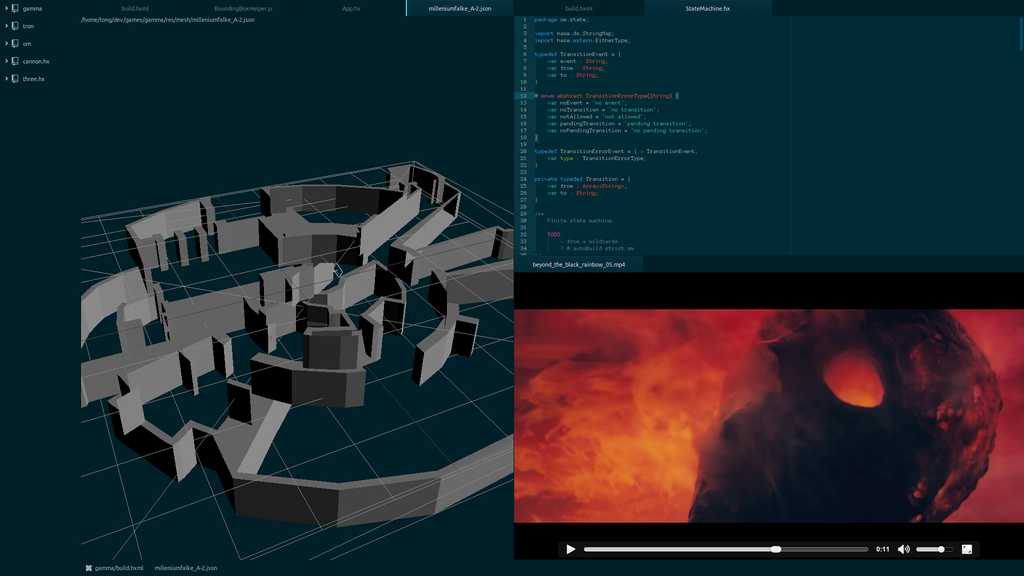 gamma
tron
om
cannon.hx
three.hx
build.hxml
BoundingBoxHelper.js
App.hx
milleniumfalke_A-2.json
/home/tong/dev/games/gamma/res/mesh/milleniumfalke_A-2.json
build.hxml
StateMachine.hx
1 package om.state;
2
3 import haxe.ds.StringMap;
4 import haxe.extern.EitherType;
5
6 typedef TransitionEvent = {
7 var event : String;
8 var from : String;
9 var to : String;
10 }
11
12 @:enum abstract TransitionErrorType(String) {
13 var noEvent = 'no event';
14 var noTransition = 'no transition';
15 var notAllowed = 'not allowed';
16 var pendingTransition = 'pending transition';
17 var noPendingTransition = 'no pending transition';
18 }
19
20 typedef TransitionErrorEvent = { > TransitionEvent,
21 var type : TransitionErrorType;
22 }
23
24 private typedef Transition = {
25 var from : Array<String>;
26 var to : String;
27 }
28
29 /**
30 Finite state machine.
31
32 TODO
33 - from * wildcards
34 ? @:autoBuild strict sm
beyond_the_black_rainbow_05.mp4
0:11
gamma/build.hxml
milleniumfalke_A-2.json